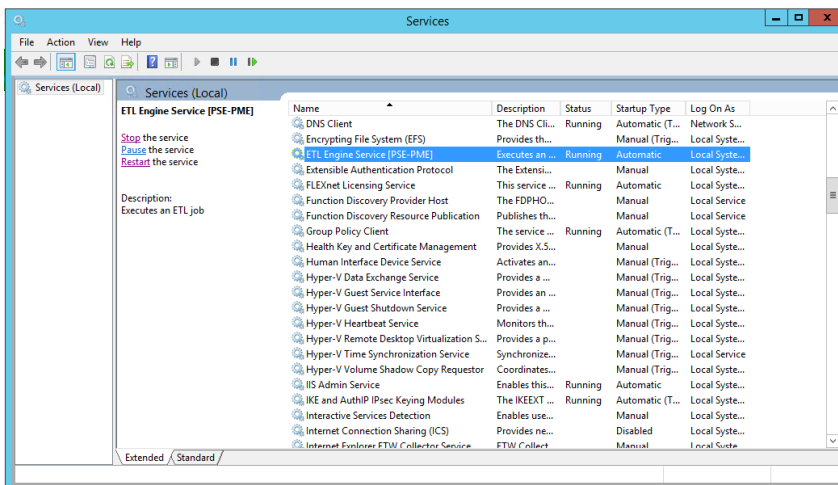 Services
File Action View Help
Services (Local)
Services (Local)
ETL Engine Service [PSE-PME]
Stop the service
Pause the service
Restart the service
Description:
Executes an ETL job
Name Description Status Startup Type Log On As
DNS Client The DNS Cli... Running Automatic (T... Network S...
Encrypting File System (EFS) Provides th... Manual (Trig... Local Syste...
ETL Engine Service [PSE-PME] Executes an ... Running Automatic Local Syste...
Extensible Authentication Protocol The Extensi... Manual Local Syste...
FLEXnet Licensing Service This service ... Running Automatic Local Syste...
Function Discovery Provider Host The FDPHO... Manual Local Service
Function Discovery Resource Publication Publishes th... Manual Local Service
Group Policy Client The service ... Running Automatic (T... Local Syste...
Health Key and Certificate Management Provides X.5... Manual Local Syste...
Human Interface Device Service Activates an... Manual (Trig... Local Syste...
Hyper-V Data Exchange Service Provides a ... Manual (Trig... Local Syste...
Hyper-V Guest Service Interface Provides an ... Manual (Trig... Local Syste...
Hyper-V Guest Shutdown Service Provides a ... Manual (Trig... Local Syste...
Hyper-V Heartbeat Service Monitors th... Manual (Trig... Local Syste...
Hyper-V Remote Desktop Virtualization S... Provides a p... Manual (Trig... Local Syste...
Hyper-V Time Synchronization Service Synchronize... Manual (Trig... Local Service
Hyper-V Volume Shadow Copy Requestor Coordinates... Manual (Trig... Local Syste...
IIS Admin Service Enables this... Running Automatic Local Syste...
IKE and AuthIP IPsec Keying Modules The IKEEXT ... Running Automatic (T... Local Syste...
Interactive Services Detection Enables use... Manual Local Syste...
Internet Connection Sharing (ICS) Provides ne... Disabled Local Syste...
Internet Explorer ETW Collector Service ETW Collect... Manual Local Syste...
Extended Standard